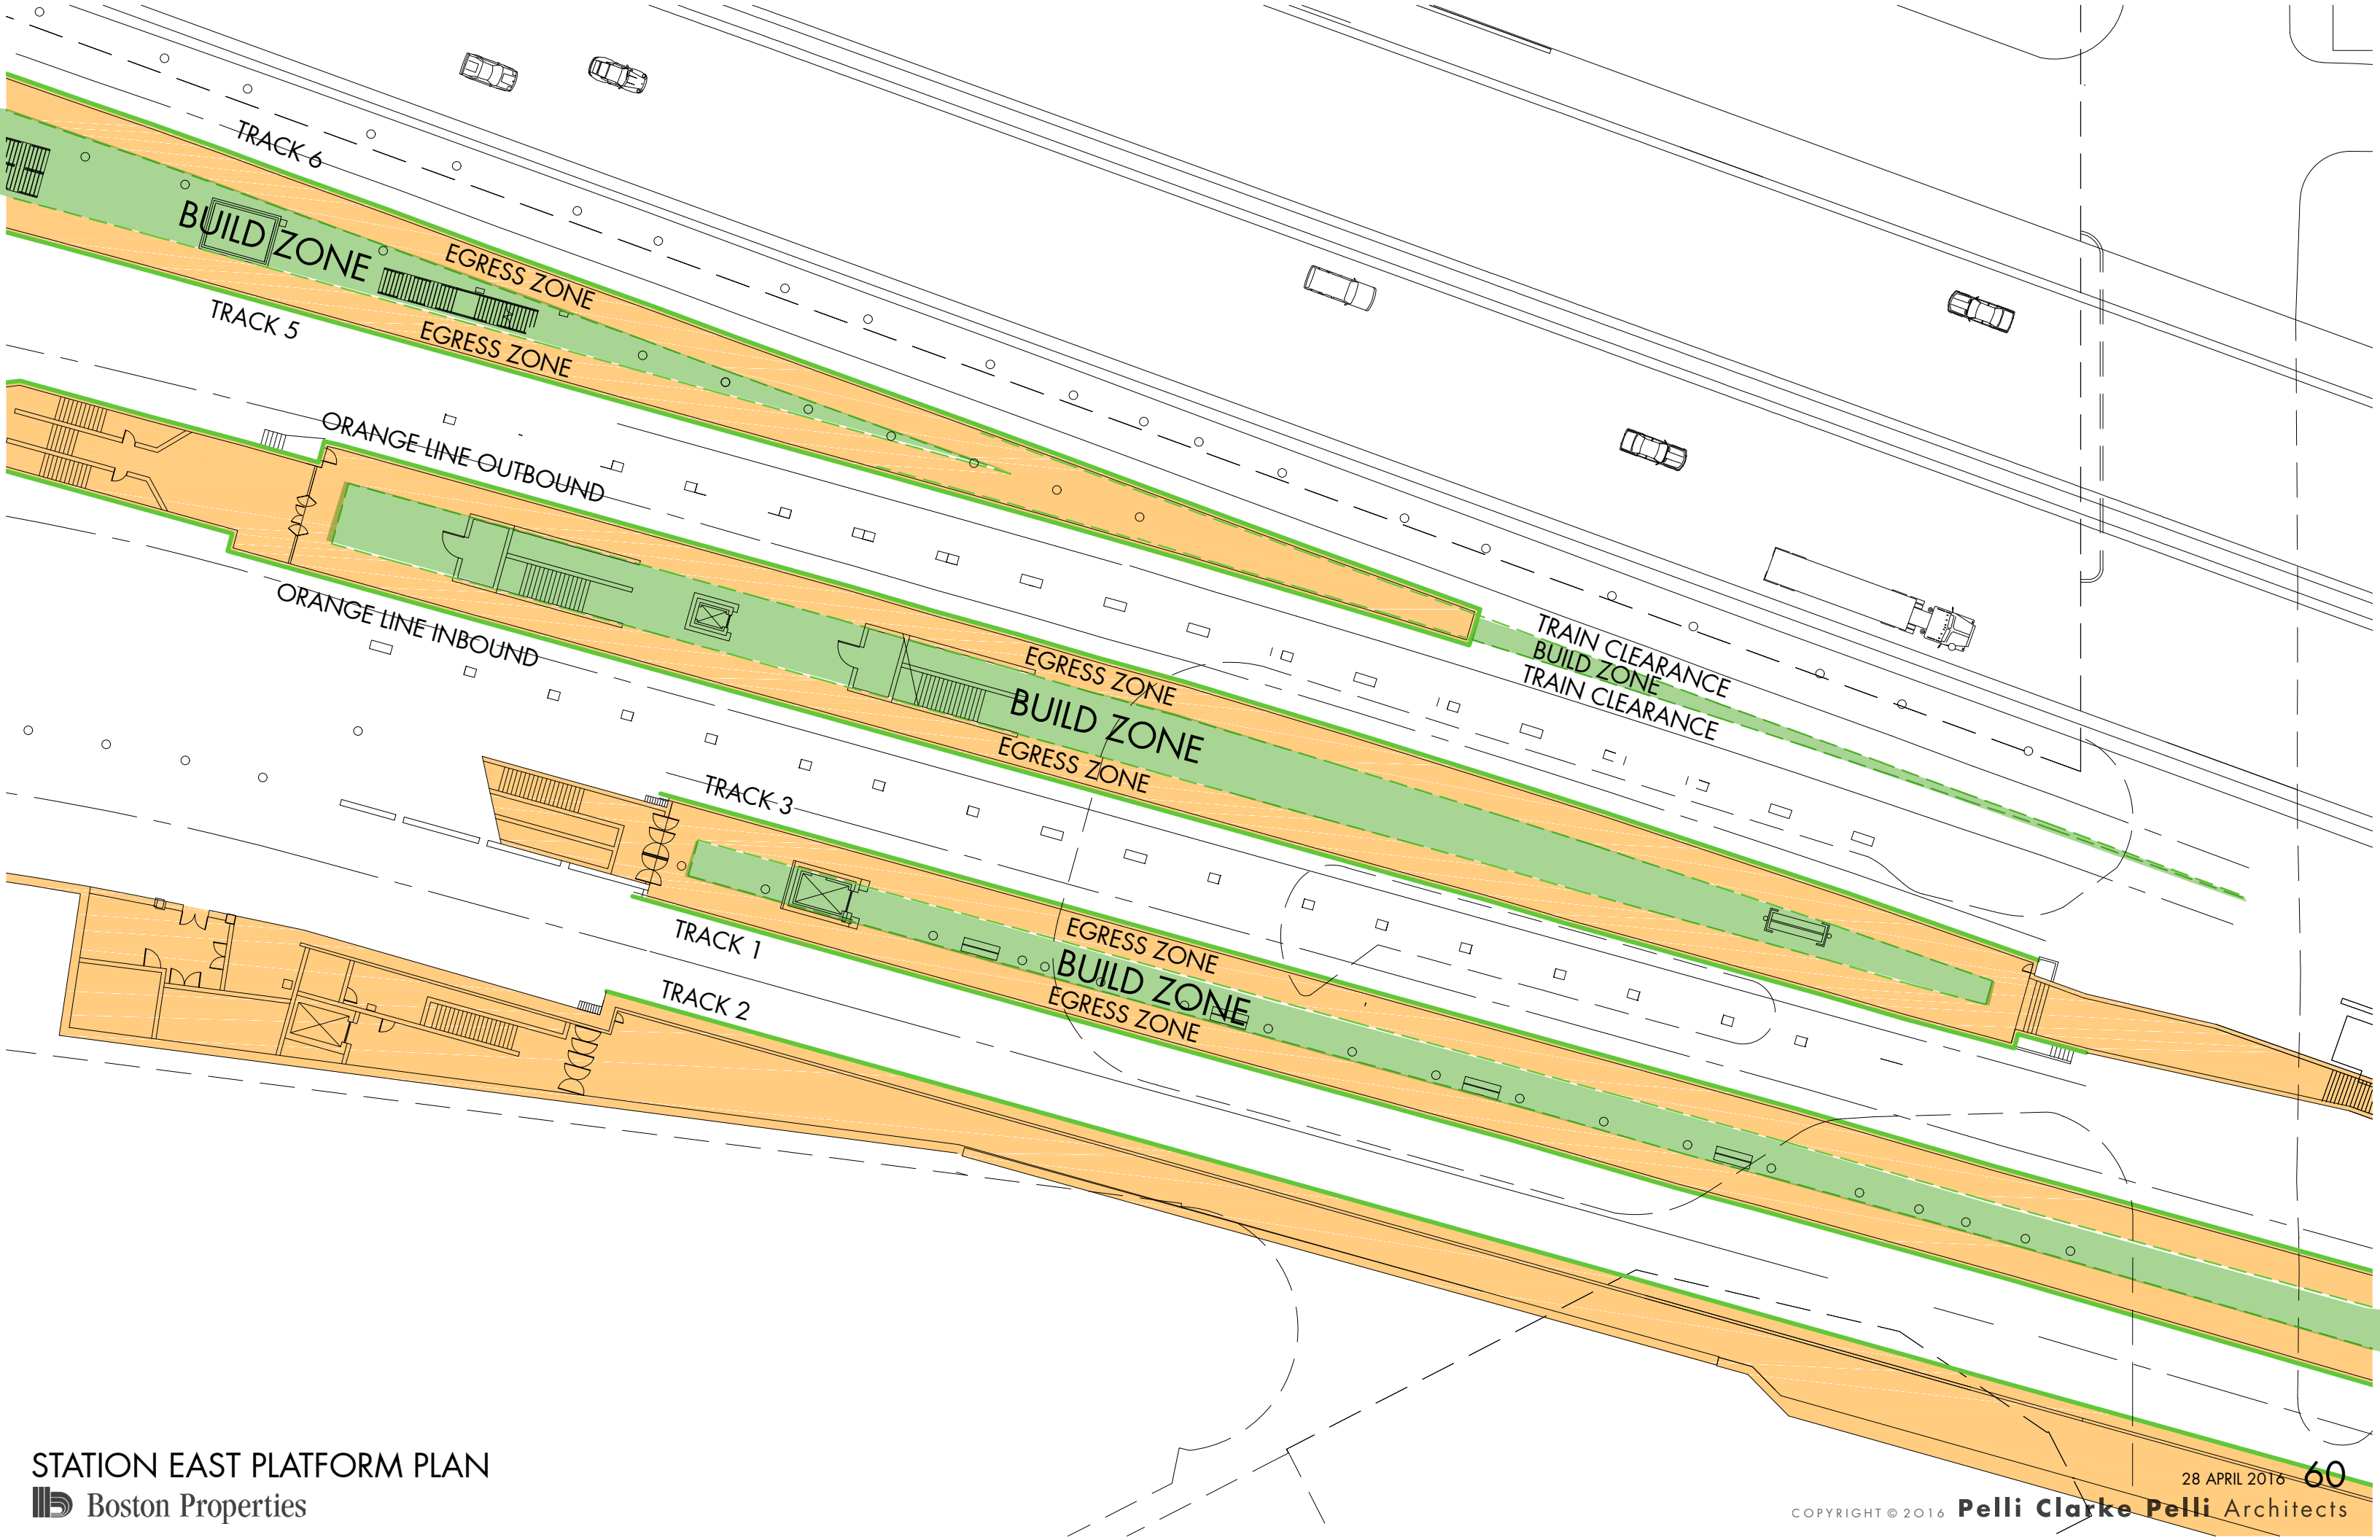 TRACK 6
BUILD ZONE
EGRESS ZONE
TRACK 5
EGRESS ZONE
ORANGE LINE OUTBOUND
ORANGE LINE INBOUND
EGRESS ZONE
BUILD ZONE
EGRESS ZONE
TRAIN CLEARANCE
BUILD ZONE
TRAIN CLEARANCE
TRACK 3
TRACK 1
EGRESS ZONE
BUILD ZONE
EGRESS ZONE
TRACK 2
STATION EAST PLATFORM PLAN
Boston Properties
28 APRIL 2016 60
COPYRIGHT © 2016 Pelli Clarke Pelli Architects